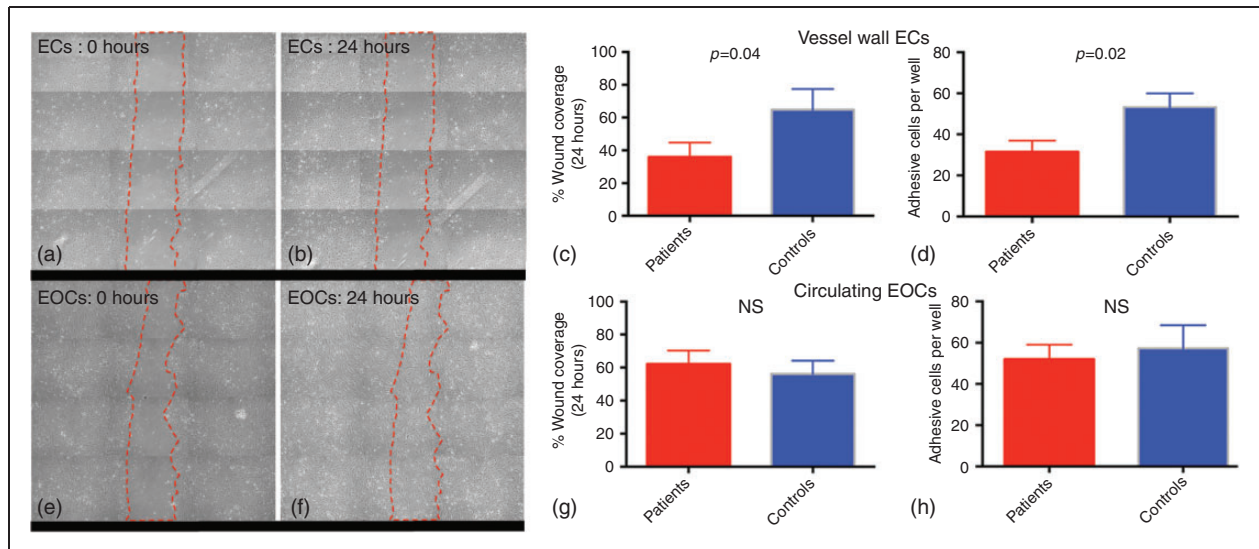 ECs : 0 hours
(a)
ECs : 24 hours
(b)
Vessel wall ECs
p=0.04
% Wound coverage
(24 hours)
100
80
60
40
20
0
Patients
Controls
(c)
p=0.02
Adhesive cells per well
80
60
40
20
0
Patients
Controls
(d)
EOCs: 0 hours
(e)
EOCs: 24 hours
(f)
Circulating EOCs
NS
% Wound coverage
(24 hours)
100
80
60
40
20
0
Patients
Controls
(g)
NS
Adhesive cells per well
80
60
40
20
0
Patients
Controls
(h)